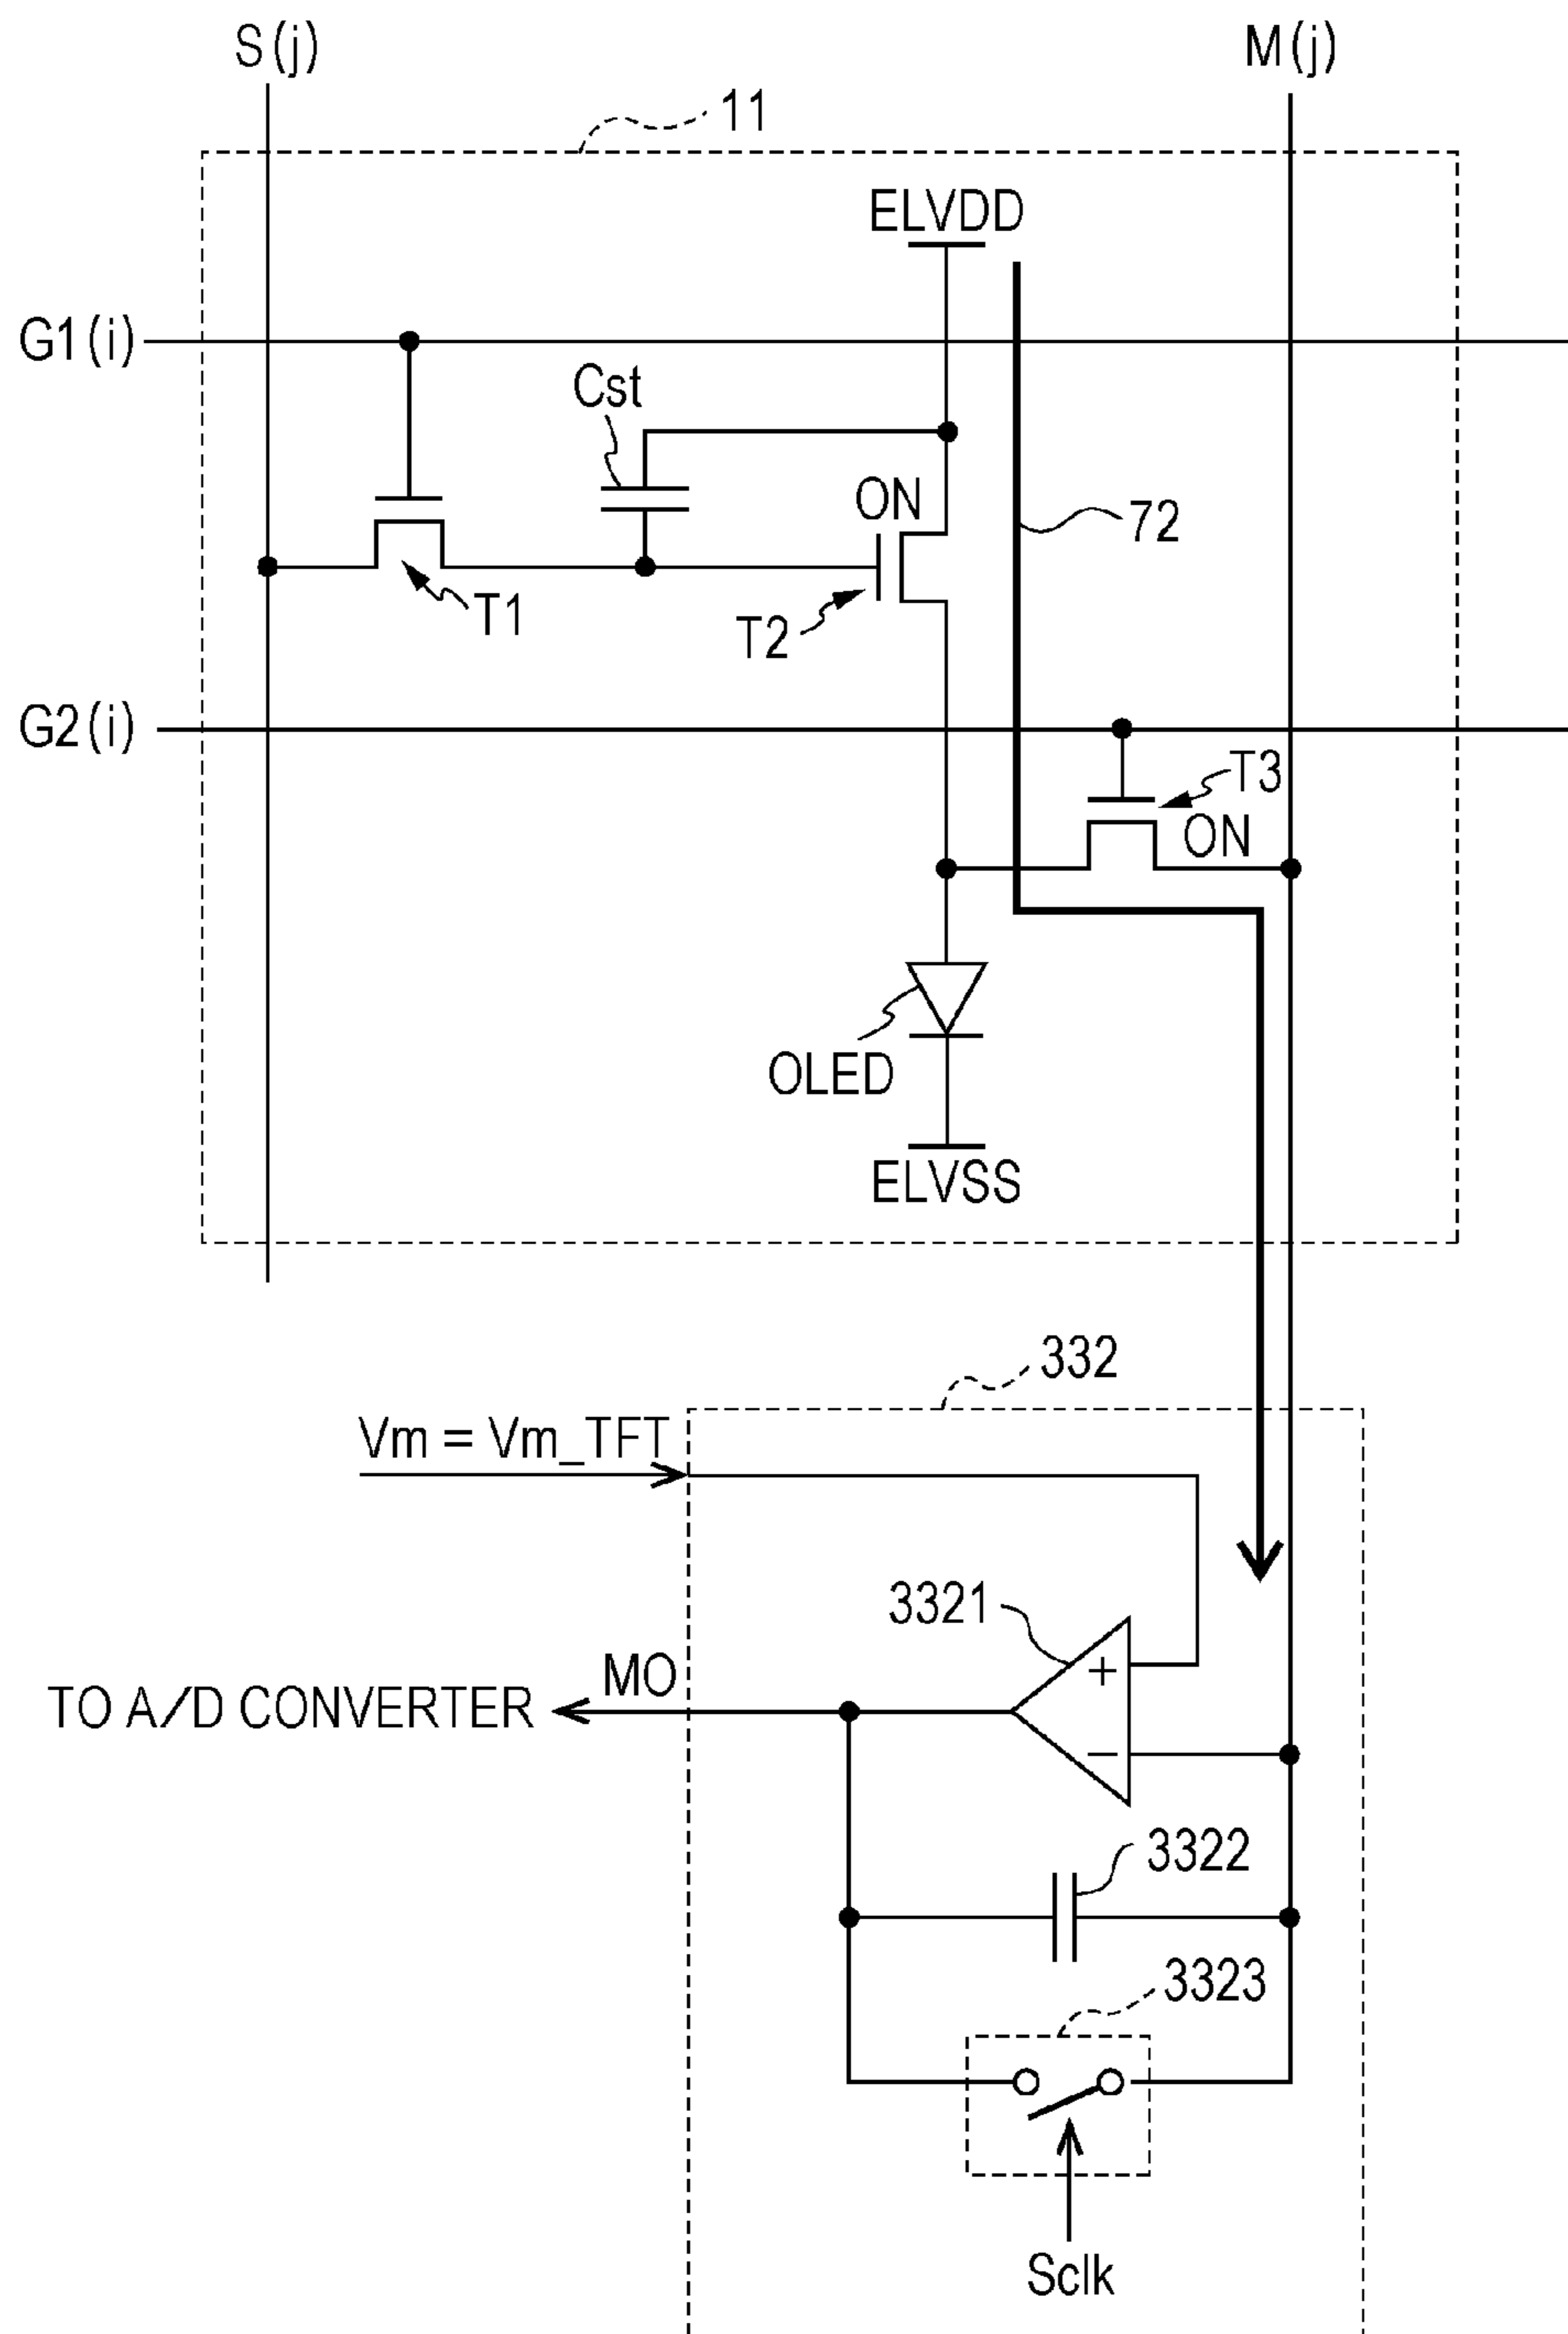 S(j)
M(j)
11
ELVDD
G1(i)
Cst
ON
72
T1
T2
G2(i)
T3
ON
OLED
ELVSS
332
Vm = Vm_TFT
3321
+
MO
TO A/D CONVERTER
−
3322
3323
Sclk